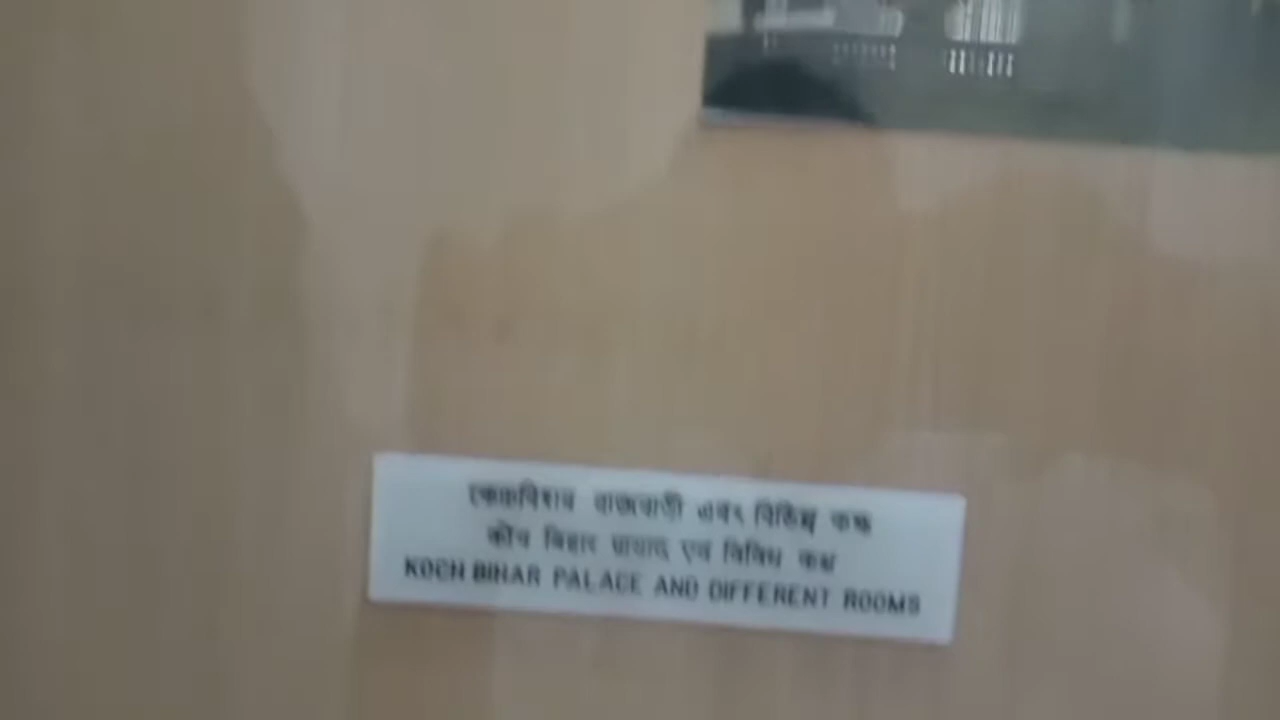 কোচবিহার রাজবাড়ী এবং বিভিন্ন কক্ষ
कोच बिहार प्रासाद एवं विविध कक्ष
KOCH BIHAR PALACE AND DIFFERENT ROOMS